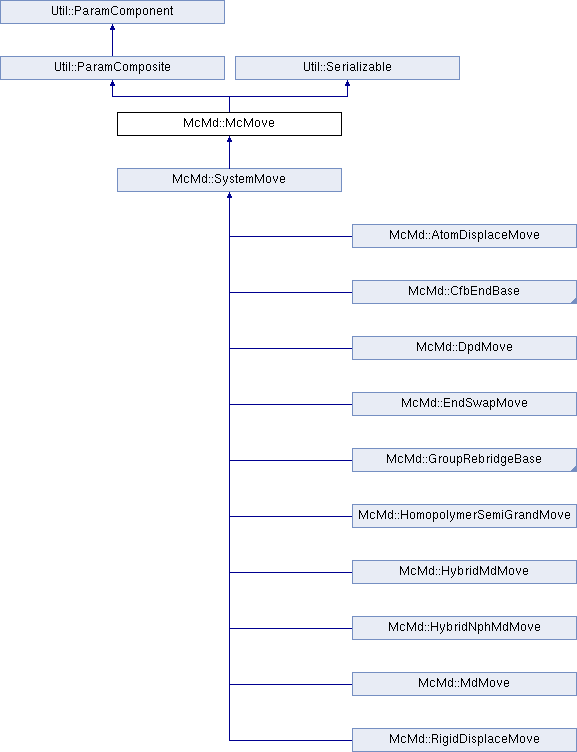 Util::ParamComponent
Util::ParamComposite
Util::Serializable
McMd::McMove
McMd::SystemMove
McMd::AtomDisplaceMove
McMd::CfbEndBase
McMd::DpdMove
McMd::EndSwapMove
McMd::GroupRebridgeBase
McMd::HomopolymerSemiGrandMove
McMd::HybridMdMove
McMd::HybridNphMdMove
McMd::MdMove
McMd::RigidDisplaceMove